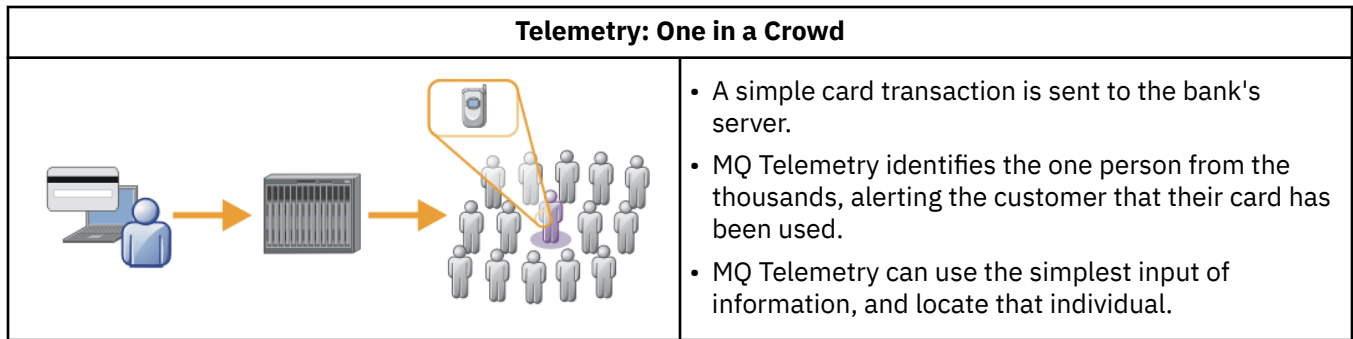 Telemetry: One in a Crowd
• A simple card transaction is sent to the bank's
server.
• MQ Telemetry identifies the one person from the
thousands, alerting the customer that their card has
been used.
• MQ Telemetry can use the simplest input of
information, and locate that individual.